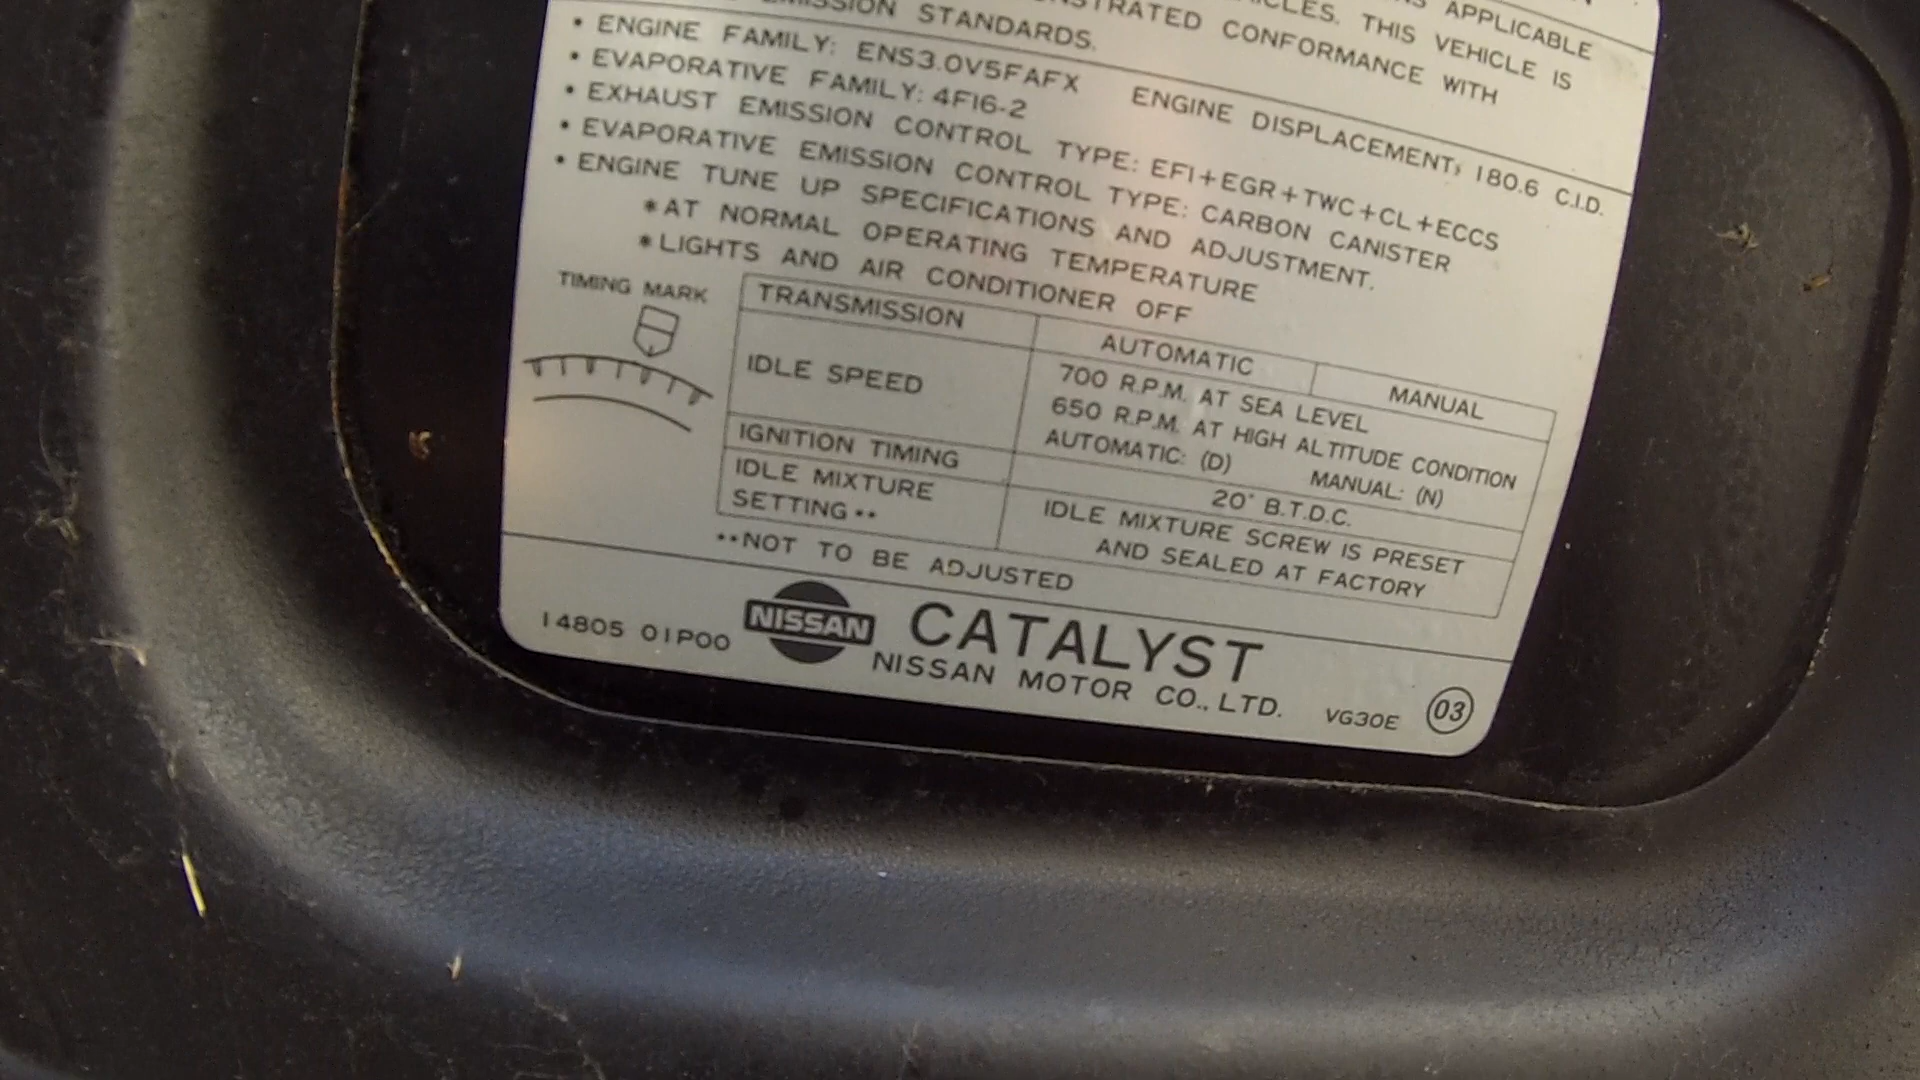 APPLICABLE
THIS VEHICLE IS
CONFORMANCE WITH
STANDARDS.
• ENGINE FAMILY: ENS3.0V5FAFX ENGINE DISPLACEMENT; 180.6 C.I.D.
• EVAPORATIVE FAMILY: 4FI6-2
• EXHAUST EMISSION CONTROL TYPE: EFI+EGR+TWC+CL+ECCS
• EVAPORATIVE EMISSION CONTROL TYPE: CARBON CANISTER
• ENGINE TUNE UP SPECIFICATIONS AND ADJUSTMENT.
*AT NORMAL OPERATING TEMPERATURE
*LIGHTS AND AIR CONDITIONER OFF
TIMING MARK
TRANSMISSION AUTOMATIC MANUAL
IDLE SPEED
700 R.P.M. AT SEA LEVEL
650 R.P.M. AT HIGH ALTITUDE CONDITION
AUTOMATIC: (D) MANUAL: (N)
IGNITION TIMING 20° B.T.D.C.
IDLE MIXTURE
SETTING**
IDLE MIXTURE SCREW IS PRESET
AND SEALED AT FACTORY
**NOT TO BE ADJUSTED
14805 01P00 NISSAN CATALYST
NISSAN MOTOR CO., LTD. VG30E 03